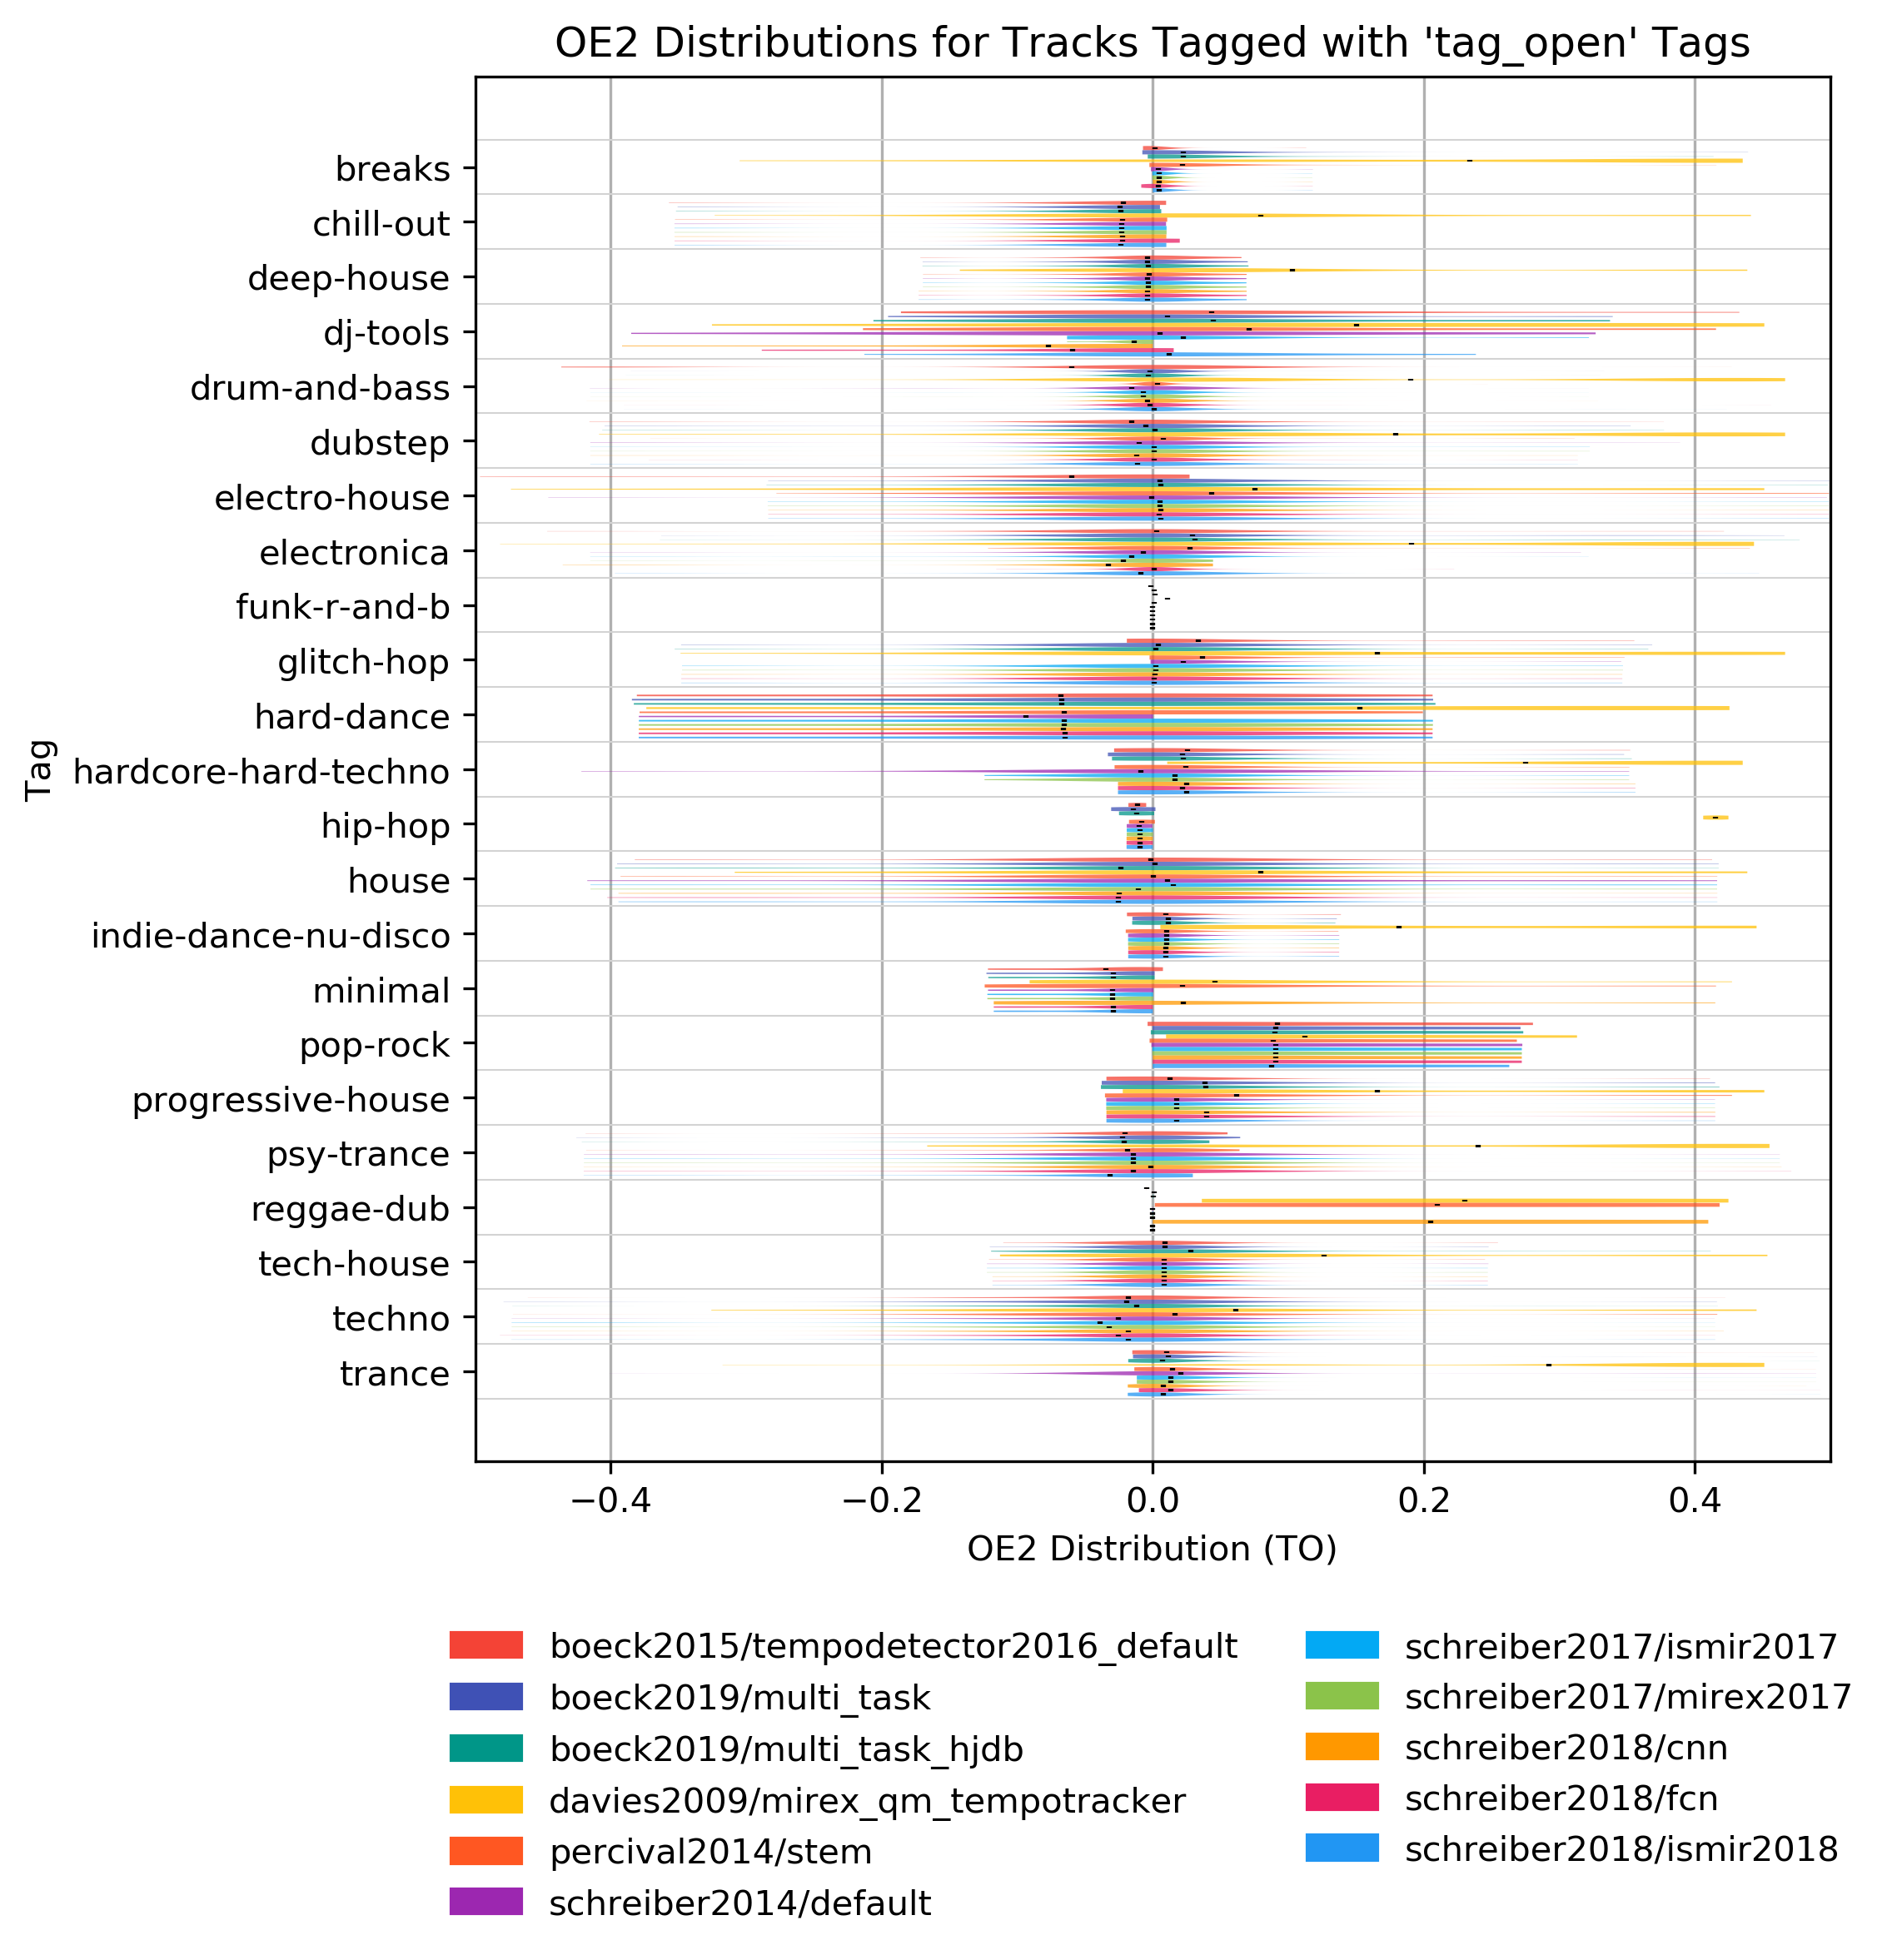 OE2 Distributions for Tracks Tagged with 'tag_open' Tags
breaks
chill-out
deep-house
dj-tools
drum-and-bass
dubstep
electro-house
electronica
funk-r-and-b
glitch-hop
hard-dance
hardcore-hard-techno
hip-hop
house
indie-dance-nu-disco
minimal
pop-rock
progressive-house
psy-trance
reggae-dub
tech-house
techno
trance
Tag
−0.4 −0.2 0.0 0.2 0.4
OE2 Distribution (TO)
boeck2015/tempodetector2016_default
boeck2019/multi_task
boeck2019/multi_task_hjdb
davies2009/mirex_qm_tempotracker
percival2014/stem
schreiber2014/default
schreiber2017/ismir2017
schreiber2017/mirex2017
schreiber2018/cnn
schreiber2018/fcn
schreiber2018/ismir2018